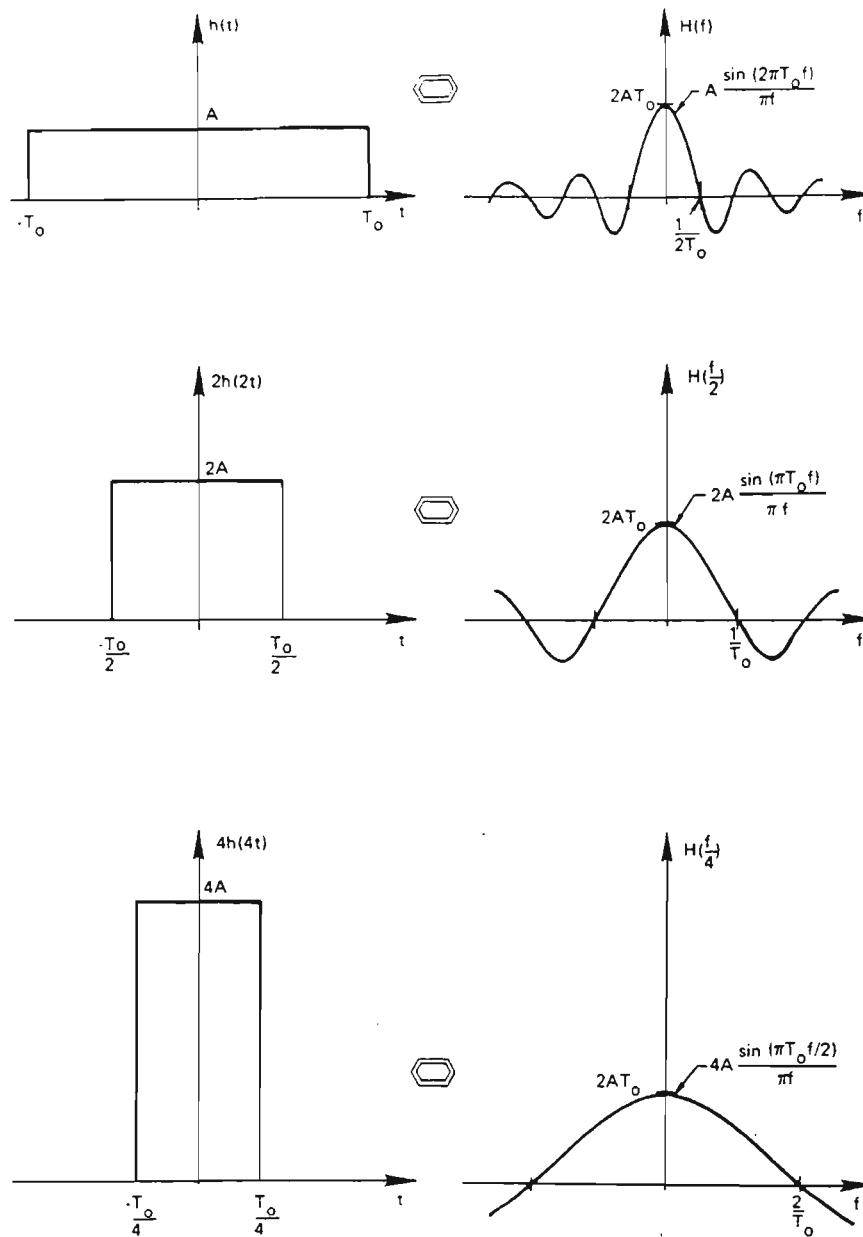 h(t)
A
-T₀
T₀
t
H(f)
2AT₀
A sin (2πT₀f) / πf
1/2T₀
f
2h(2t)
2A
-T₀/2
T₀/2
t
H(f/2)
2AT₀
2A sin (πT₀f) / πf
1/T₀
f
4h(4t)
4A
-T₀/4
T₀/4
t
H(f/4)
2AT₀
4A sin (πT₀f/2) / πf
2/T₀
f